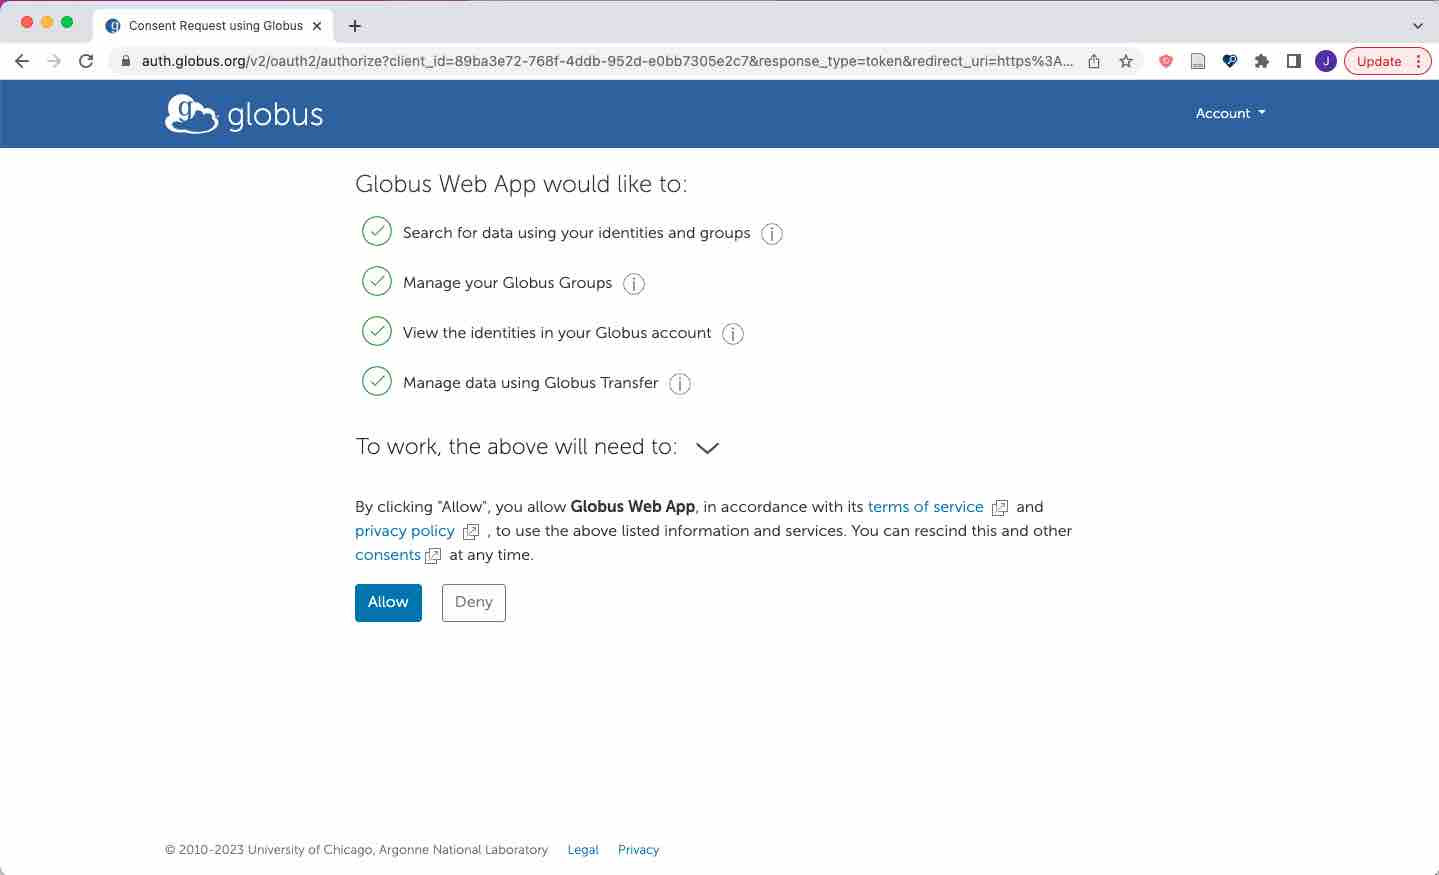 Consent Request using Globus
auth.globus.org/v2/oauth2/authorize?client_id=89ba3e72-768f-4ddb-952d-e0bb7305e2c7&response_type=token&redirect_uri=https%3A...
J
Update
globus
Account
Globus Web App would like to:
Search for data using your identities and groups
Manage your Globus Groups
View the identities in your Globus account
Manage data using Globus Transfer
To work, the above will need to:
By clicking "Allow", you allow Globus Web App, in accordance with its terms of service and
privacy policy , to use the above listed information and services. You can rescind this and other
consents at any time.
Allow
Deny
© 2010-2023 University of Chicago, Argonne National Laboratory Legal Privacy